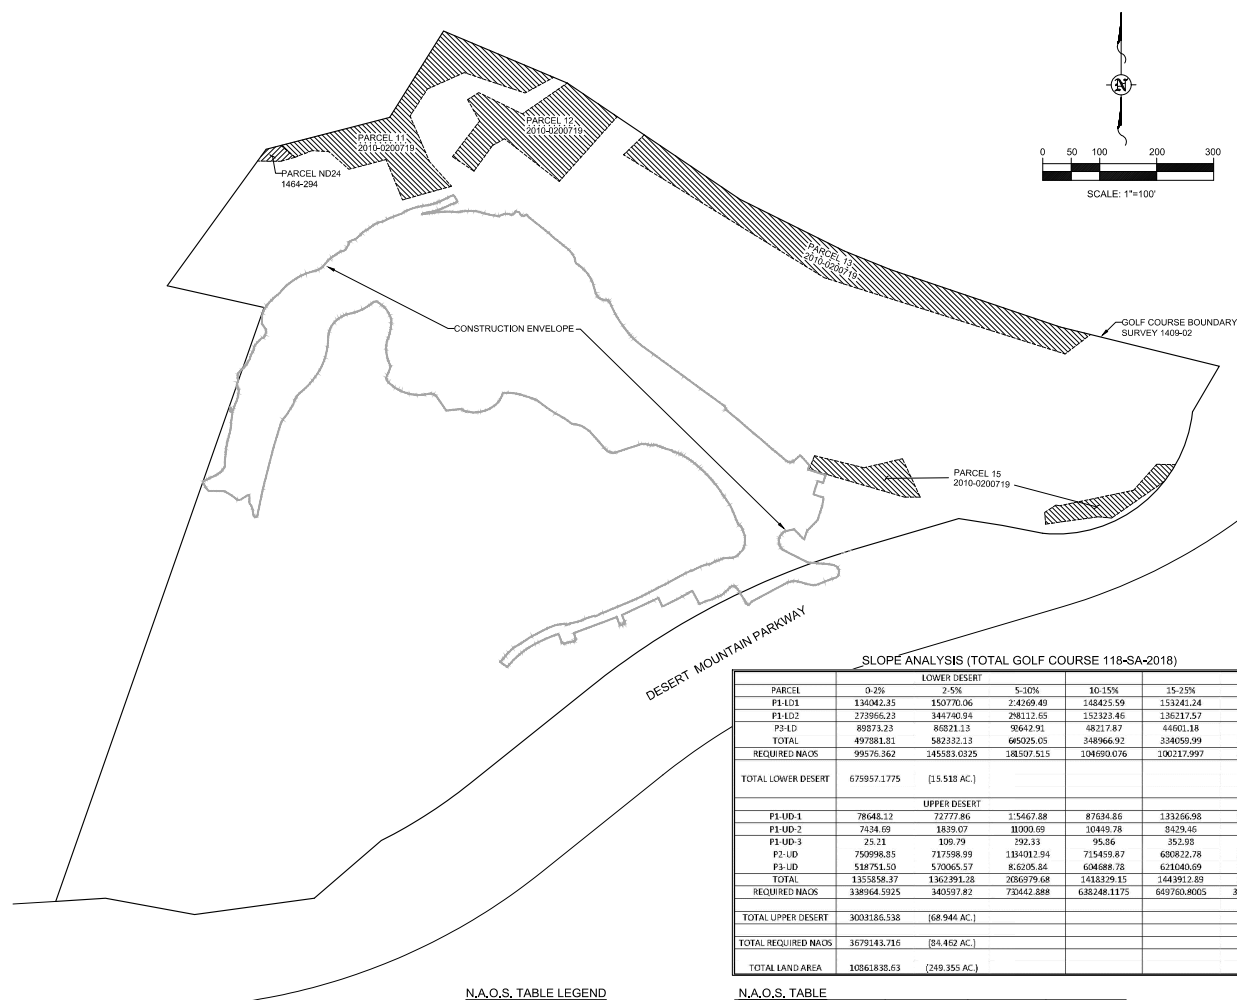 N
0 50 100 200 300
SCALE: 1"=100'
PARCEL 12
2010-0200719
PARCEL 11
2010-0200719
PARCEL ND24
1464-294
PARCEL 13
2010-0200719
CONSTRUCTION ENVELOPE
GOLF COURSE BOUNDARY
SURVEY 1409-02
PARCEL 15
2010-0200719
DESERT MOUNTAIN PARKWAY
SLOPE ANALYSIS (TOTAL GOLF COURSE 118-SA-2018)
LOWER DESERT
PARCEL 0-2% 2-5% 5-10% 10-15% 15-25%
P1-LD1 134042.35 150770.06 148425.59 153241.24
P1-LD2 273966.23 344740.94 152323.46 136217.57
P3-LD 89873.23 86821.13 92642.91 48217.87 44601.18
TOTAL 497881.81 582332.13 645025.05 348966.92 334059.99
REQUIRED NAOS 99576.362 145583.0325 181507.515 104690.076 100217.997
TOTAL LOWER DESERT 675957.1775 (15.518 AC.)
UPPER DESERT
P1-UD-1 78648.12 72777.86 115467.88 87634.86 133266.98
P1-UD-2 7434.69 1839.07 11000.69 10449.78 8429.46
P1-UD-3 25.21 109.79 292.33 95.86 352.98
P2-UD 750998.85 717598.99 1134012.94 715459.87 680822.78
P3-UD 518751.50 570065.57 604688.78 621040.69
TOTAL 1355858.37 1362391.28 2086979.68 1418329.15 1443912.89
REQUIRED NAOS 338964.5925 340597.82 730442.888 638248.1175 649760.8005 3
TOTAL UPPER DESERT 3003186.538 (68.944 AC.)
TOTAL REQUIRED NAOS 3679143.716 (84.462 AC.)
TOTAL LAND AREA 10861838.63 (249.355 AC.)
N.A.O.S. TABLE LEGEND N.A.O.S. TABLE